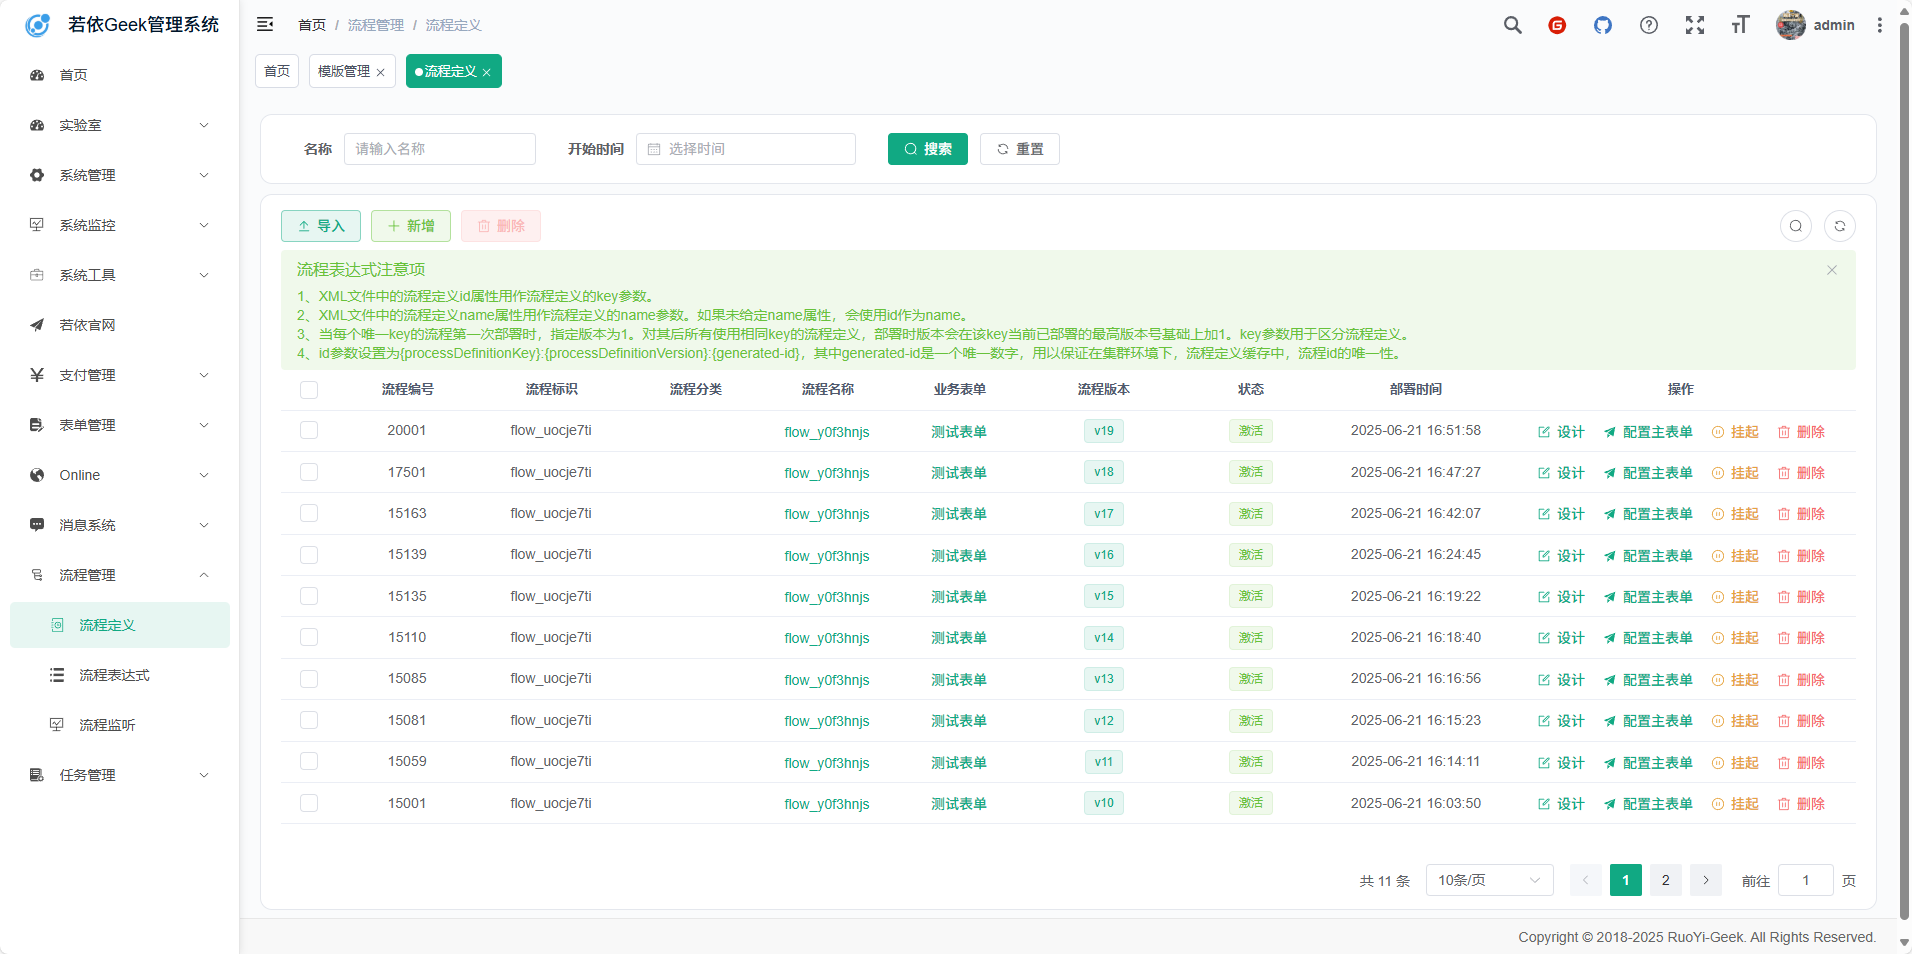 若依Geek管理系统
首页 / 流程管理 / 流程定义
admin
首页
模版管理
流程定义
首页
实验室
系统管理
系统监控
系统工具
若依官网
支付管理
表单管理
Online
消息系统
流程管理
流程定义
流程表达式
流程监听
任务管理
名称 请输入名称 开始时间 选择时间 搜索 重置
导入 新增 删除
流程表达式注意项
1、XML文件中的流程定义id属性用作流程定义的key参数。
2、XML文件中的流程定义name属性用作流程定义的name参数。如果未给定name属性，会使用id作为name。
3、当每个唯一key的流程第一次部署时，指定版本为1。对其后所有使用相同key的流程定义，部署时版本会在该key当前已部署的最高版本号基础上加1。key参数用于区分流程定义。
4、id参数设置为{processDefinitionKey}:{processDefinitionVersion}:{generated-id}，其中generated-id是一个唯一数字，用以保证在集群环境下，流程定义缓存中，流程id的唯一性。
流程编号 流程标识 流程分类 流程名称 业务表单 流程版本 状态 部署时间 操作
20001 flow_uocje7ti flow_y0f3hnjs 测试表单 v19 激活 2025-06-21 16:51:58 设计 配置主表单 挂起 删除
17501 flow_uocje7ti flow_y0f3hnjs 测试表单 v18 激活 2025-06-21 16:47:27 设计 配置主表单 挂起 删除
15163 flow_uocje7ti flow_y0f3hnjs 测试表单 v17 激活 2025-06-21 16:42:07 设计 配置主表单 挂起 删除
15139 flow_uocje7ti flow_y0f3hnjs 测试表单 v16 激活 2025-06-21 16:24:45 设计 配置主表单 挂起 删除
15135 flow_uocje7ti flow_y0f3hnjs 测试表单 v15 激活 2025-06-21 16:19:22 设计 配置主表单 挂起 删除
15110 flow_uocje7ti flow_y0f3hnjs 测试表单 v14 激活 2025-06-21 16:18:40 设计 配置主表单 挂起 删除
15085 flow_uocje7ti flow_y0f3hnjs 测试表单 v13 激活 2025-06-21 16:16:56 设计 配置主表单 挂起 删除
15081 flow_uocje7ti flow_y0f3hnjs 测试表单 v12 激活 2025-06-21 16:15:23 设计 配置主表单 挂起 删除
15059 flow_uocje7ti flow_y0f3hnjs 测试表单 v11 激活 2025-06-21 16:14:11 设计 配置主表单 挂起 删除
15001 flow_uocje7ti flow_y0f3hnjs 测试表单 v10 激活 2025-06-21 16:03:50 设计 配置主表单 挂起 删除
共 11 条 10条/页 1 2 前往 1 页
Copyright © 2018-2025 RuoYi-Geek. All Rights Reserved.